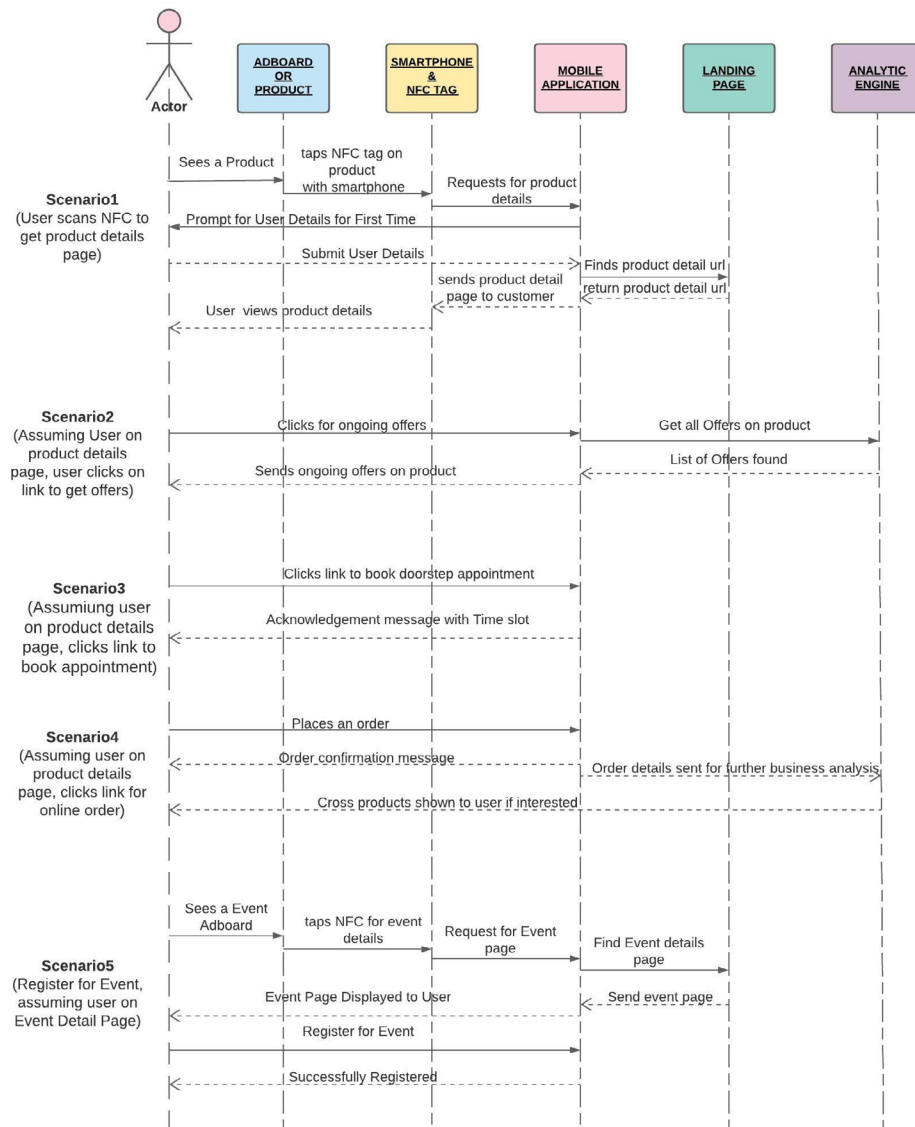 ADBOARD
OR
PRODUCT
SMARTPHONE
&
NFC TAG
MOBILE
APPLICATION
LANDING
PAGE
ANALYTIC
ENGINE
Actor
Scenario1
(User scans NFC to
get product details
page)
Sees a Product
taps NFC tag on
product
with smartphone
Requests for product
details
Prompt for User Details for First Time
Submit User Details
Finds product detail url
return product detail url
sends product detail
page to customer
User views product details
Scenario2
(Assuming User on
product details
page, user clicks on
link to get offers)
Clicks for ongoing offers
Get all Offers on product
List of Offers found
Sends ongoing offers on product
Scenario3
(Assumiung user
on product details
page, clicks link to
book appointment)
Clicks link to book doorstep appointment
Acknowledgement message with Time slot
Scenario4
(Assuming user on
product details
page, clicks link for
online order)
Places an order
Order confirmation message
Order details sent for further business analysis
Cross products shown to user if interested
Scenario5
(Register for Event,
assuming user on
Event Detail Page)
Sees a Event
Adboard
taps NFC for event
details
Request for Event
page
Find Event details
page
Send event page
Event Page Displayed to User
Register for Event
Successfully Registered